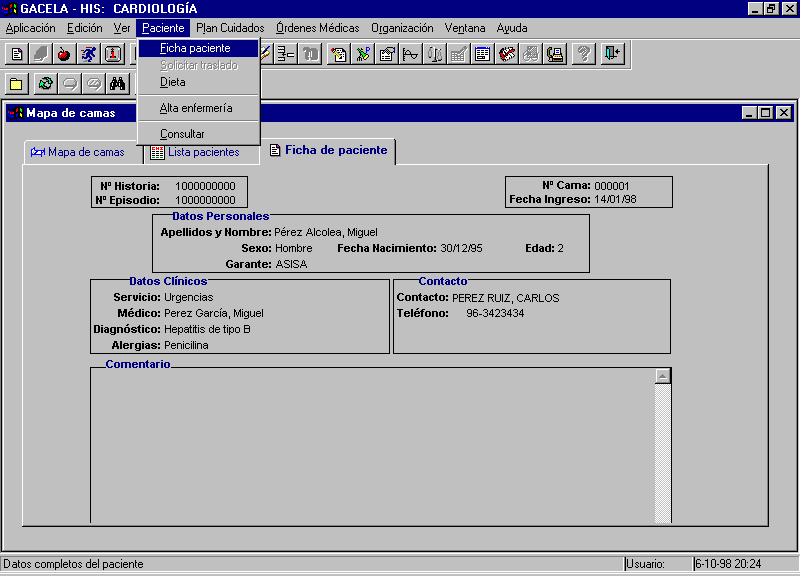 GACELA - HIS: CARDIOLOGÍA
Aplicación Edición Ver Paciente Plan Cuidados Órdenes Médicas Organización Ventana Ayuda
Ficha paciente
Solicitar traslado
Dieta
Alta enfermería
Consultar
Mapa de camas
Mapa de camas Lista pacientes Ficha de paciente
Nº Historia: 1000000000
Nº Episodio: 1000000000
Nº Cama: 000001
Fecha Ingreso: 14/01/98
Datos Personales
Apellidos y Nombre: Pérez Alcolea, Miguel
Sexo: Hombre Fecha Nacimiento: 30/12/95 Edad: 2
Garante: ASISA
Datos Clínicos
Servicio: Urgencias
Médico: Perez García, Miguel
Diagnóstico: Hepatitis de tipo B
Alergias: Penicilina
Contacto
Contacto: PEREZ RUIZ, CARLOS
Teléfono: 96-3423434
Comentario
Datos completos del paciente Usuario: 6-10-98 20:24